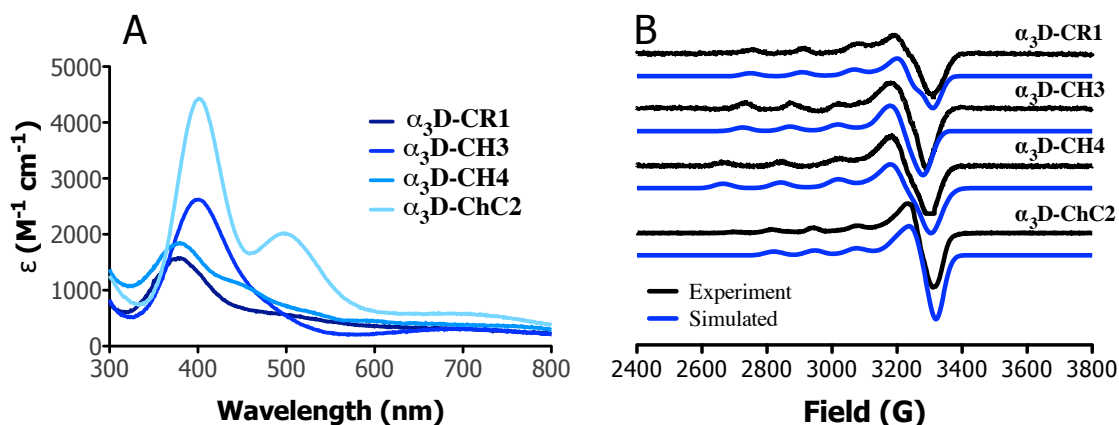 A
5000
4000
3000
2000
1000
0
ε (M⁻¹ cm⁻¹)
α₃D-CR1
α₃D-CH3
α₃D-CH4
α₃D-ChC2
300 400 500 600 700 800
Wavelength (nm)
B
α₃D-CR1
α₃D-CH3
α₃D-CH4
α₃D-ChC2
Experiment
Simulated
2400 2600 2800 3000 3200 3400 3600 3800
Field (G)